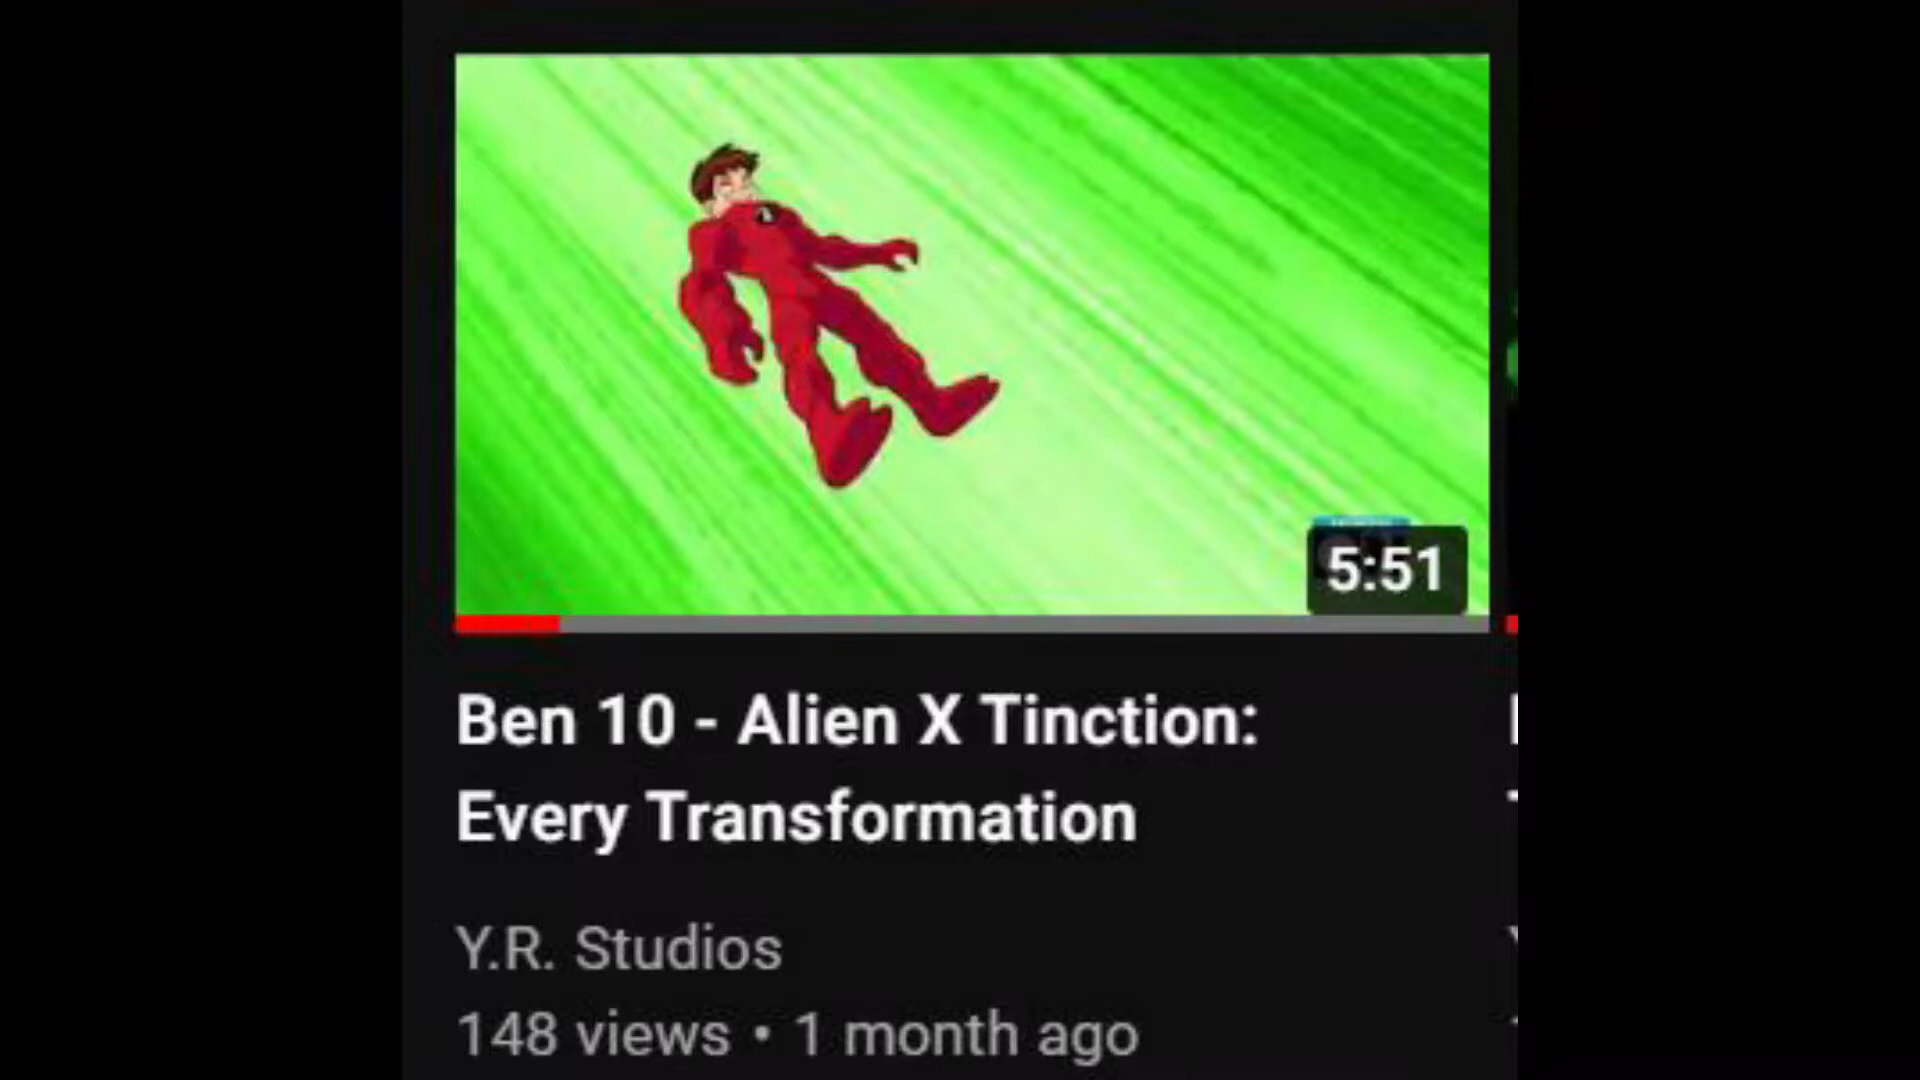 5:51
Ben 10 - Alien X Tinction:
Every Transformation
Y.R. Studios
148 views • 1 month ago